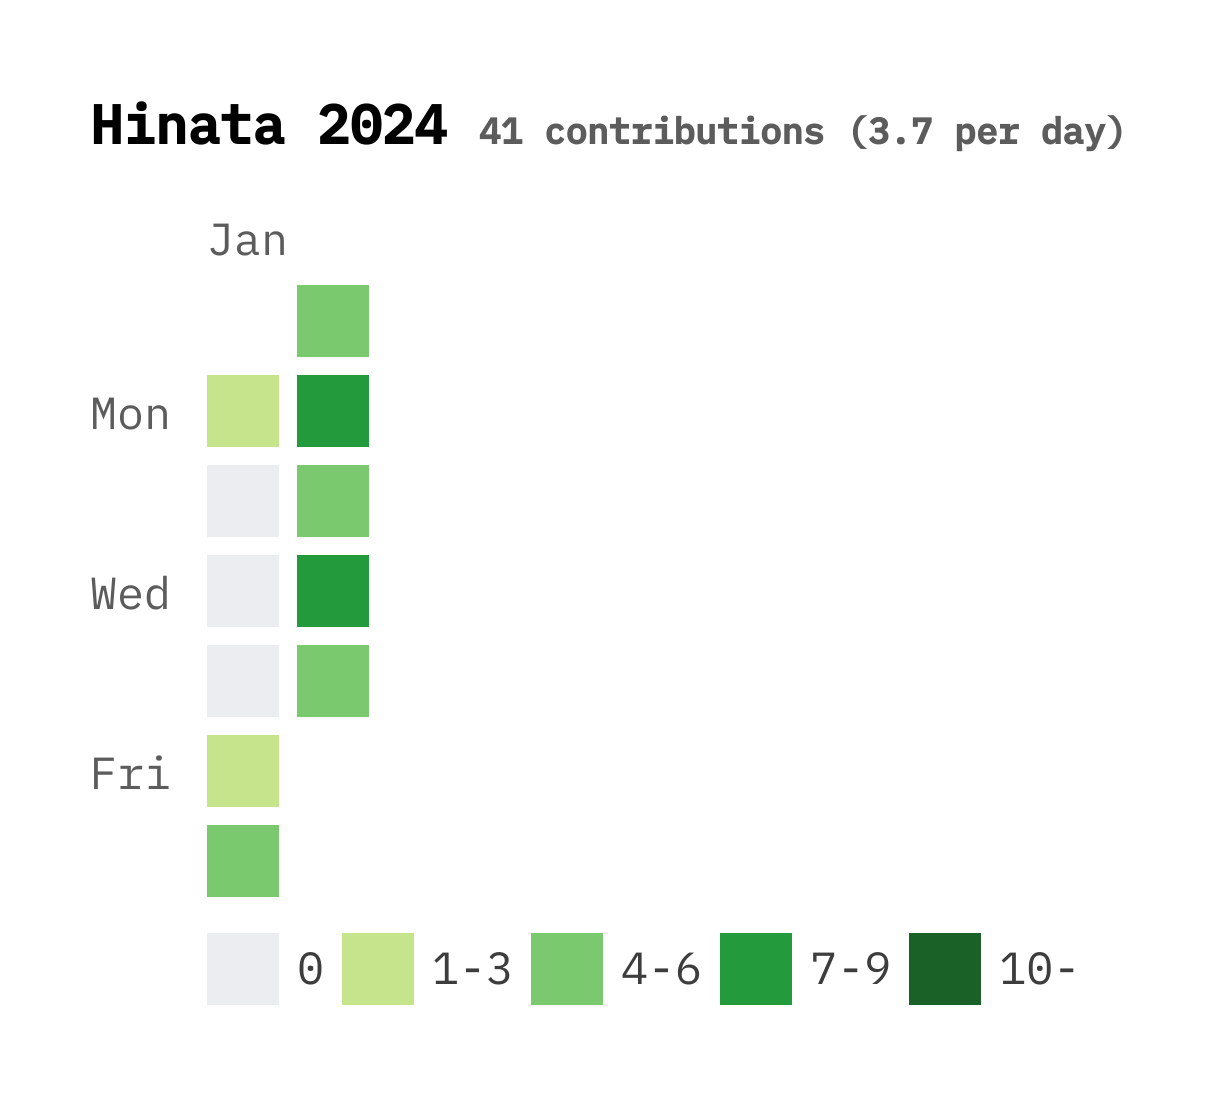 Hinata 2024 41 contributions (3.7 per day)
Jan
Mon
Wed
Fri
0 1-3 4-6 7-9 10-